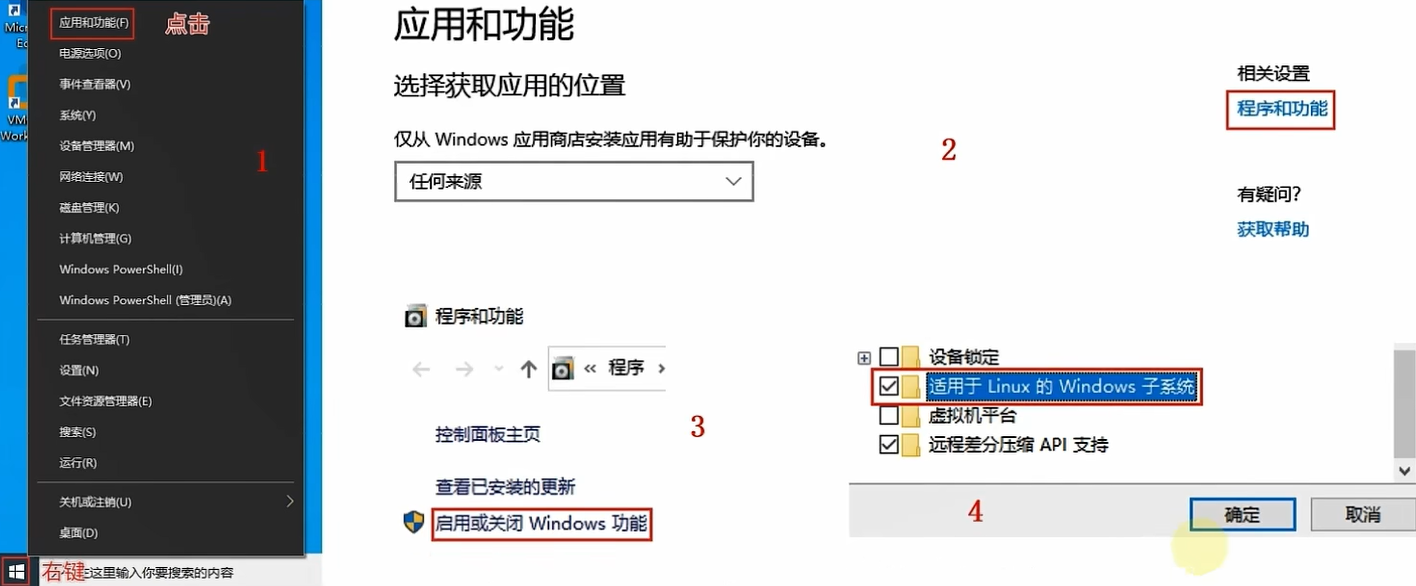 Micr
Ed
VM
Work
应用和功能(F)
点击
电源选项(O)
事件查看器(V)
系统(Y)
设备管理器(M)
网络连接(W)
磁盘管理(K)
计算机管理(G)
Windows PowerShell(I)
Windows PowerShell (管理员)(A)
任务管理器(T)
设置(N)
文件资源管理器(E)
搜索(S)
运行(R)
关机或注销(U)
桌面(D)
右键
在这里输入你要搜索的内容
1
应用和功能
选择获取应用的位置
仅从 Windows 应用商店安装应用有助于保护你的设备。
任何来源
2
相关设置
程序和功能
有疑问?
获取帮助
程序和功能
« 程序 ›
控制面板主页
查看已安装的更新
启用或关闭 Windows 功能
3
设备锁定
适用于 Linux 的 Windows 子系统
虚拟机平台
远程差分压缩 API 支持
4
确定
取消